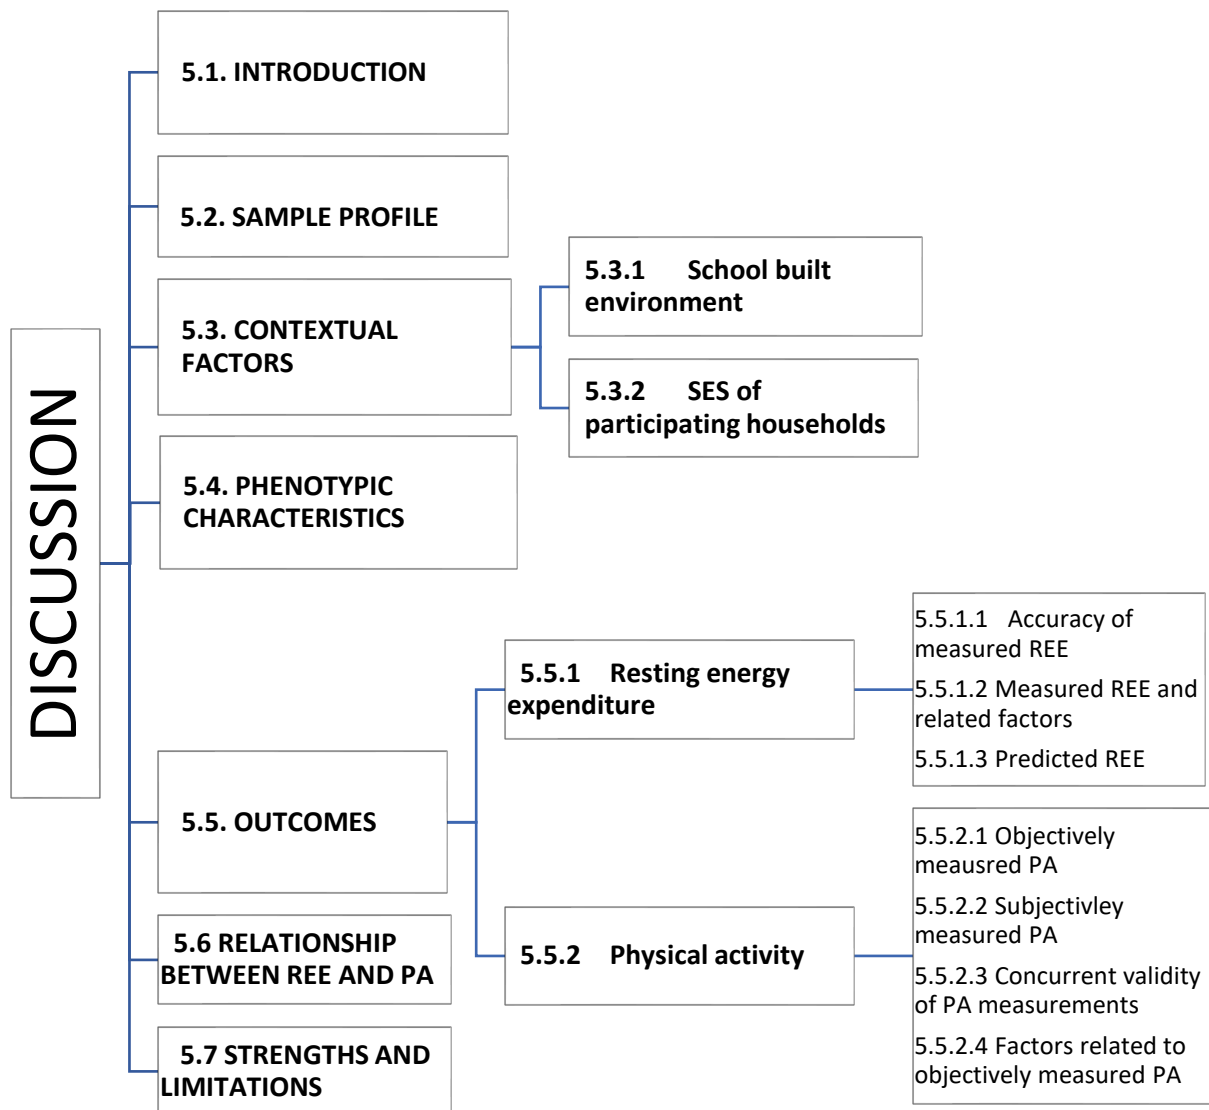 DISCUSSION
5.1. INTRODUCTION
5.2. SAMPLE PROFILE
5.3. CONTEXTUAL
FACTORS
5.3.1 School built
environment
5.3.2 SES of
participating households
5.4. PHENOTYPIC
CHARACTERISTICS
5.5. OUTCOMES
5.5.1 Resting energy
expenditure
5.5.1.1 Accuracy of
measured REE
5.5.1.2 Measured REE and
related factors
5.5.1.3 Predicted REE
5.5.2 Physical activity
5.5.2.1 Objectively
meausred PA
5.5.2.2 Subjectivley
measured PA
5.5.2.3 Concurrent validity
of PA measurements
5.5.2.4 Factors related to
objectively measured PA
5.6 RELATIONSHIP
BETWEEN REE AND PA
5.7 STRENGTHS AND
LIMITATIONS